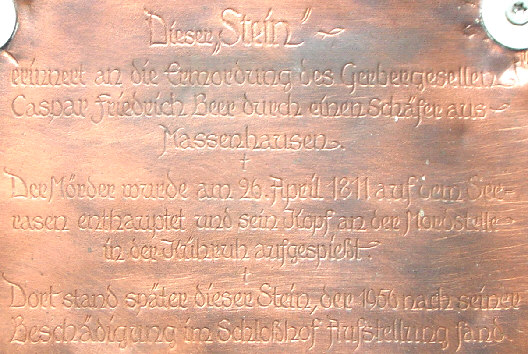 Dieser „Stein" ~
erinnert an die Ermordung des Gerbergesellen
Caspar Friedrich Beer durch einen Schäfer aus
Massenhausen.
Der Mörder wurde am 26. April 1811 auf dem See-
rasen enthauptet und sein Kopf an der Mordstelle
in der Kuhruh aufgespießt.
Dort stand später dieser Stein, der 1956 nach seiner
Beschädigung im Schloßhof Aufstellung fand